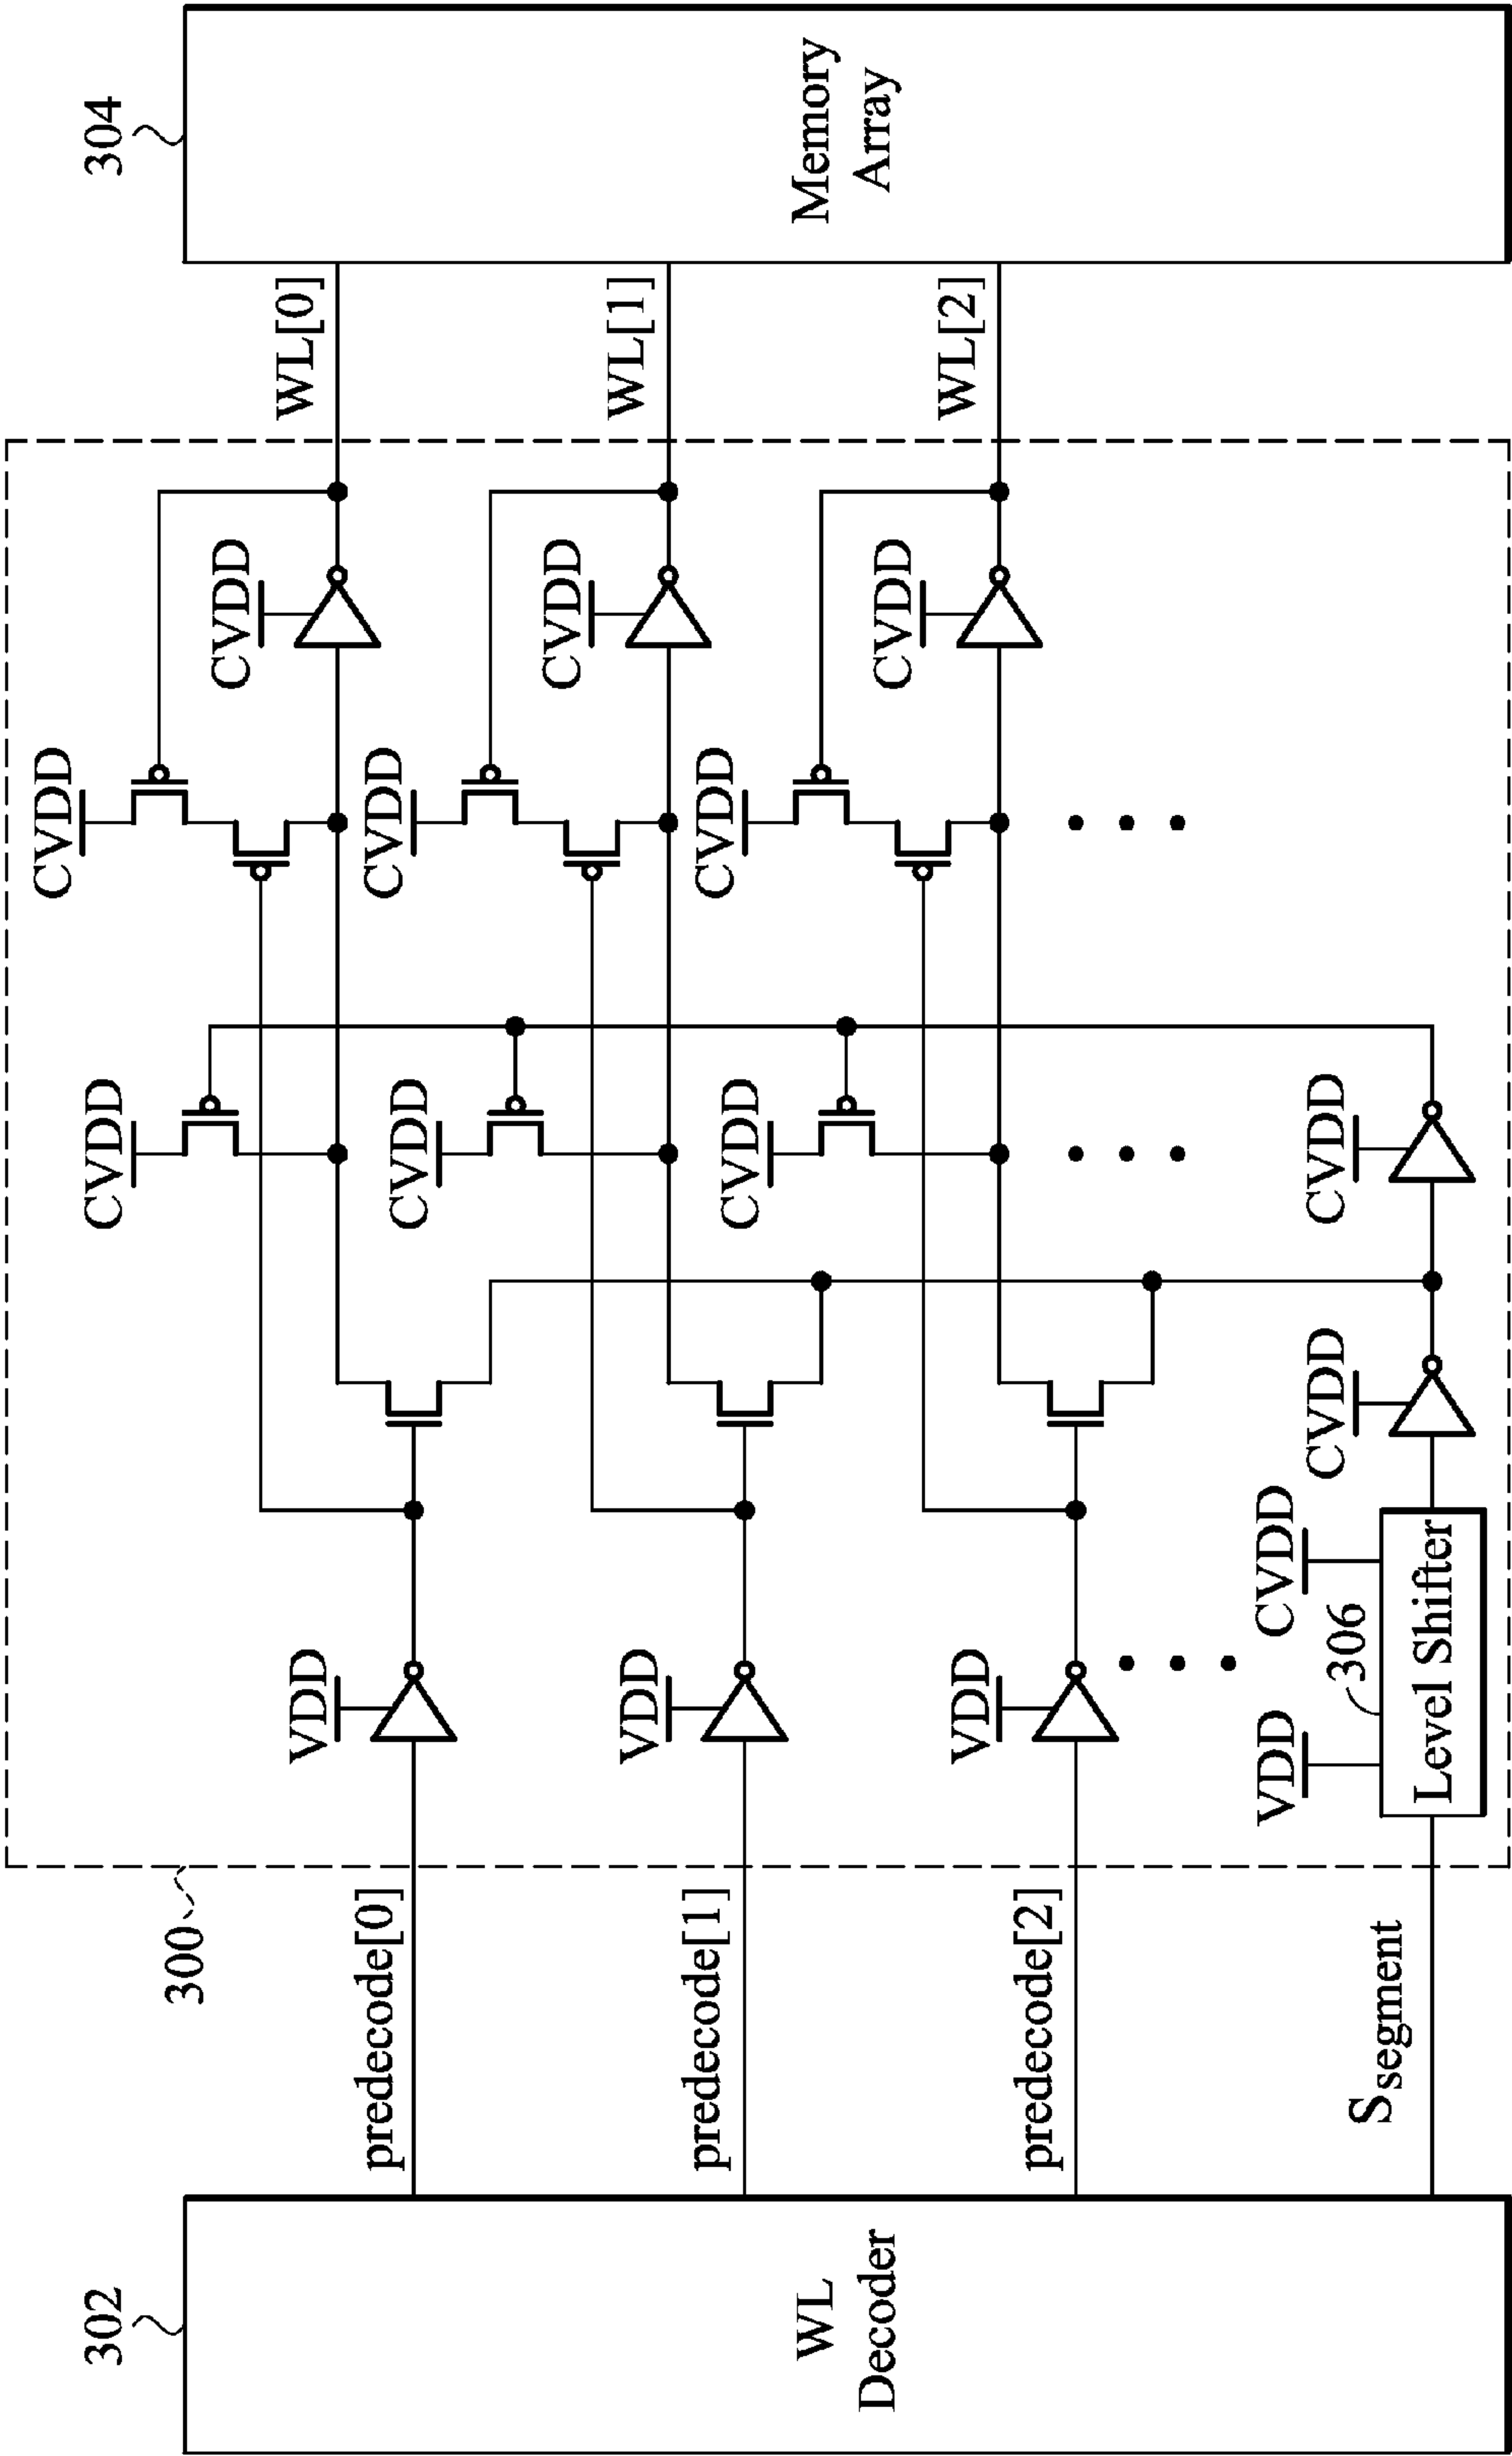 304
Memory
Array
WL[0]
WL[1]
WL[2]
CVDD
CVDD
CVDD
CVDD
CVDD
CVDD
CVDD
CVDD
CVDD
CVDD
CVDD
CVDD
VDD
VDD
VDD
VDD
306
Level Shifter
300
predecode[0]
predecode[1]
predecode[2]
Ssegment
302
WL
Decoder